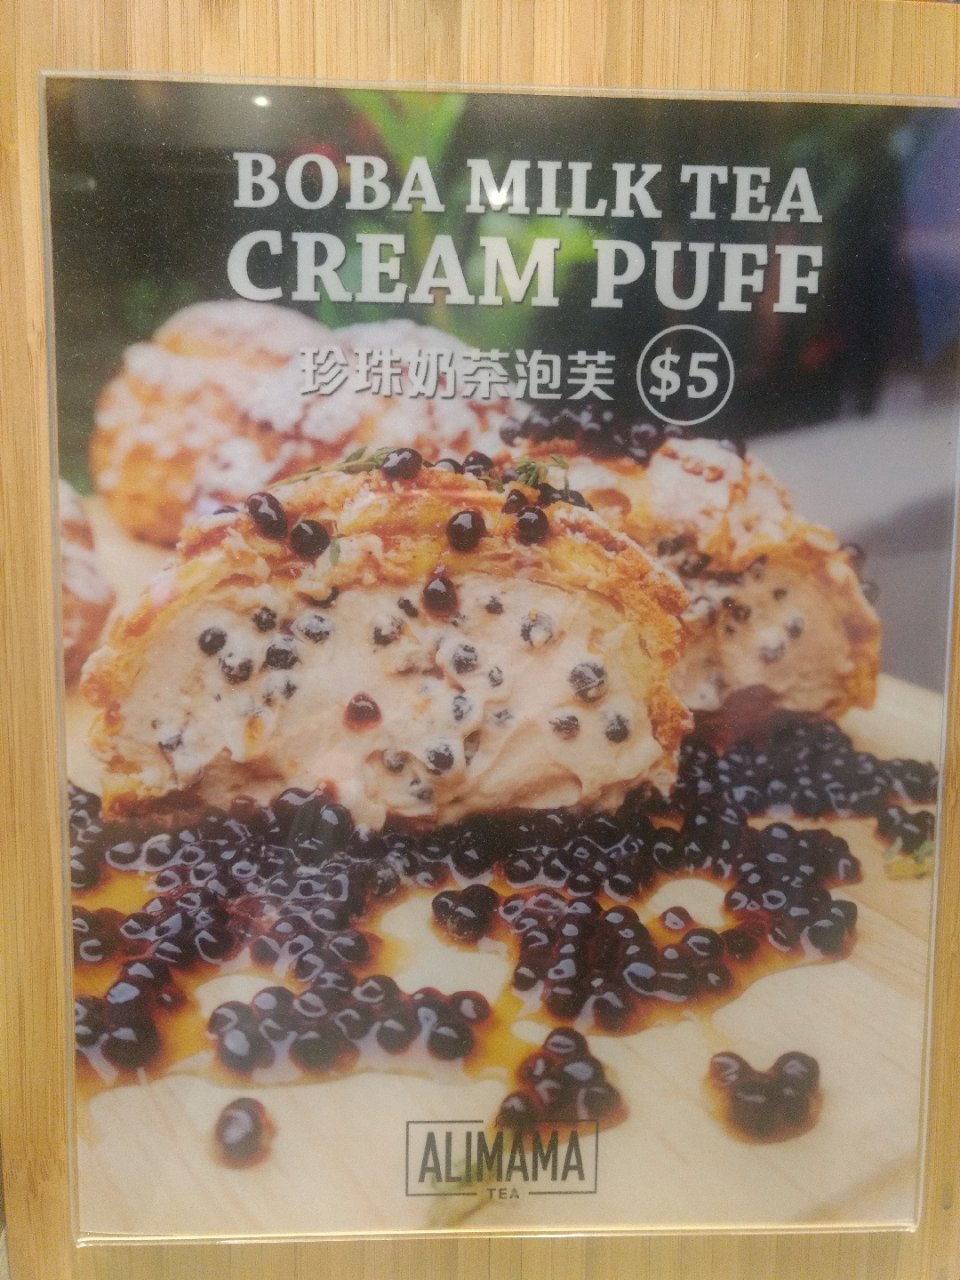 BOBA MILK TEA
CREAM PUFF
珍珠奶茶泡芙 $5
ALIMAMA
TEA